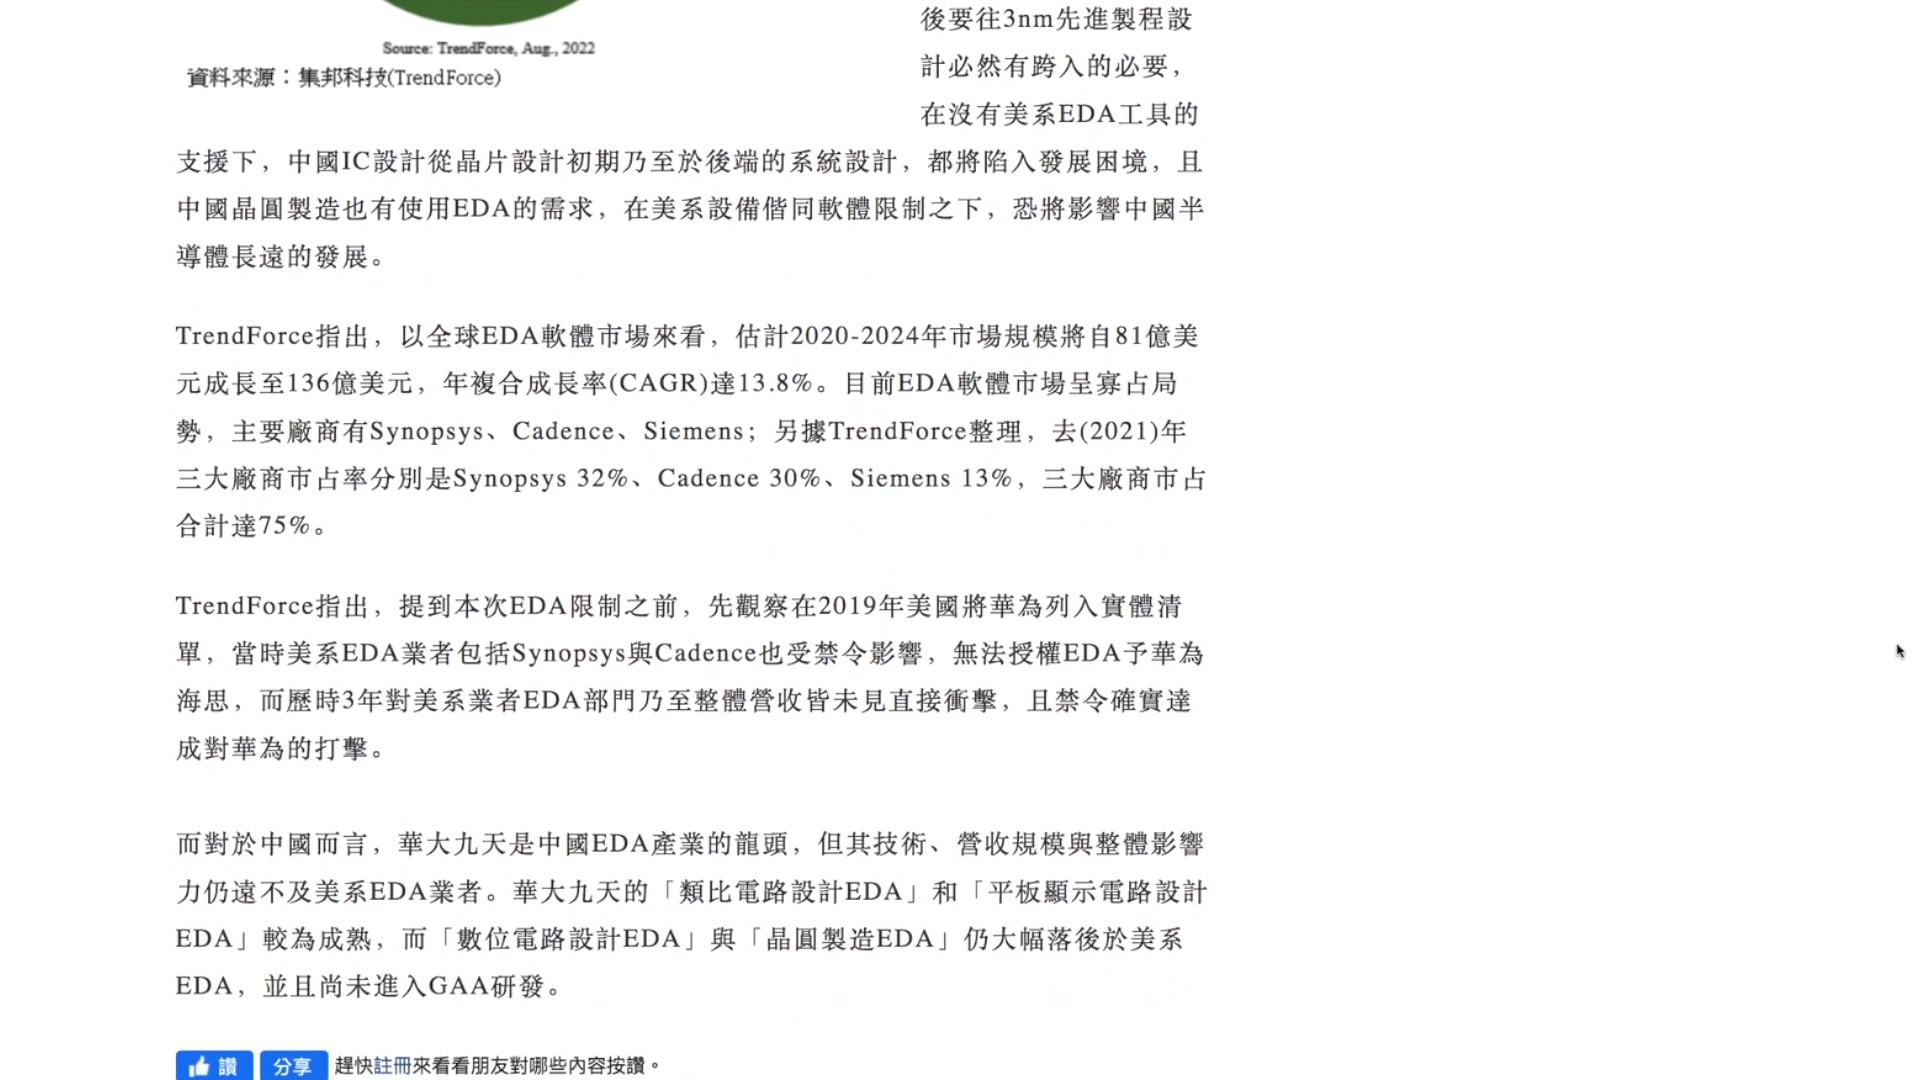 後要往3nm先進製程設
Source: TrendForce, Aug., 2022
資料來源：集邦科技(TrendForce)
計必然有跨入的必要，
在沒有美系EDA工具的
支援下，中國IC設計從晶片設計初期乃至於後端的系統設計，都將陷入發展困境，且
中國晶圓製造也有使用EDA的需求，在美系設備偕同軟體限制之下，恐將影響中國半
導體長遠的發展。
TrendForce指出，以全球EDA軟體市場來看，估計2020-2024年市場規模將自81億美
元成長至136億美元，年複合成長率(CAGR)達13.8%。目前EDA軟體市場呈寡占局
勢，主要廠商有Synopsys、Cadence、Siemens；另據TrendForce整理，去(2021)年
三大廠商市占率分別是Synopsys 32%、Cadence 30%、Siemens 13%，三大廠商市占
合計達75%。
TrendForce指出，提到本次EDA限制之前，先觀察在2019年美國將華為列入實體清
單，當時美系EDA業者包括Synopsys與Cadence也受禁令影響，無法授權EDA予華為
海思，而歷時3年對美系業者EDA部門乃至整體營收皆未見直接衝擊，且禁令確實達
成對華為的打擊。
而對於中國而言，華大九天是中國EDA產業的龍頭，但其技術、營收規模與整體影響
力仍遠不及美系EDA業者。華大九天的「類比電路設計EDA」和「平板顯示電路設計
EDA」較為成熟，而「數位電路設計EDA」與「晶圓製造EDA」仍大幅落後於美系
EDA，並且尚未進入GAA研發。
讚 分享 趕快註冊來看看朋友對哪些內容按讚。